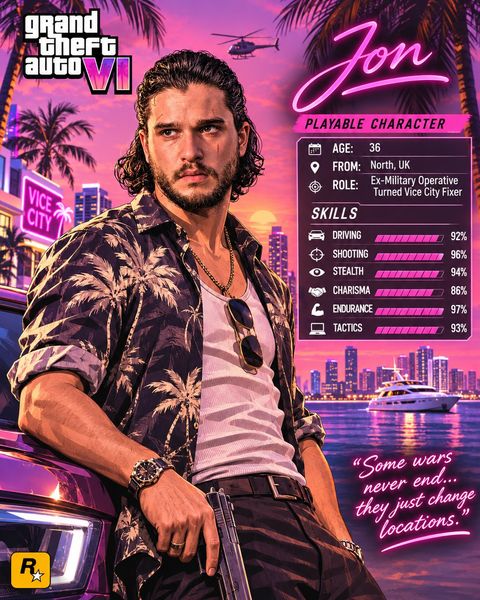 grand
theft
auto VI
Jon
PLAYABLE CHARACTER
AGE: 36
FROM: North, UK
ROLE: Ex-Military Operative
Turned Vice City Fixer
SKILLS
DRIVING 92%
SHOOTING 96%
STEALTH 94%
CHARISMA 86%
ENDURANCE 97%
TACTICS 93%
VICE
CITY
"Some wars
never end...
they just change
locations."
R